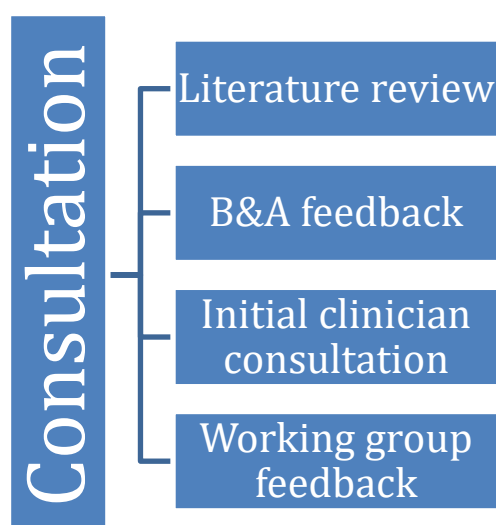 Consultation
Literature review
B&A feedback
Initial clinician
consultation
Working group
feedback